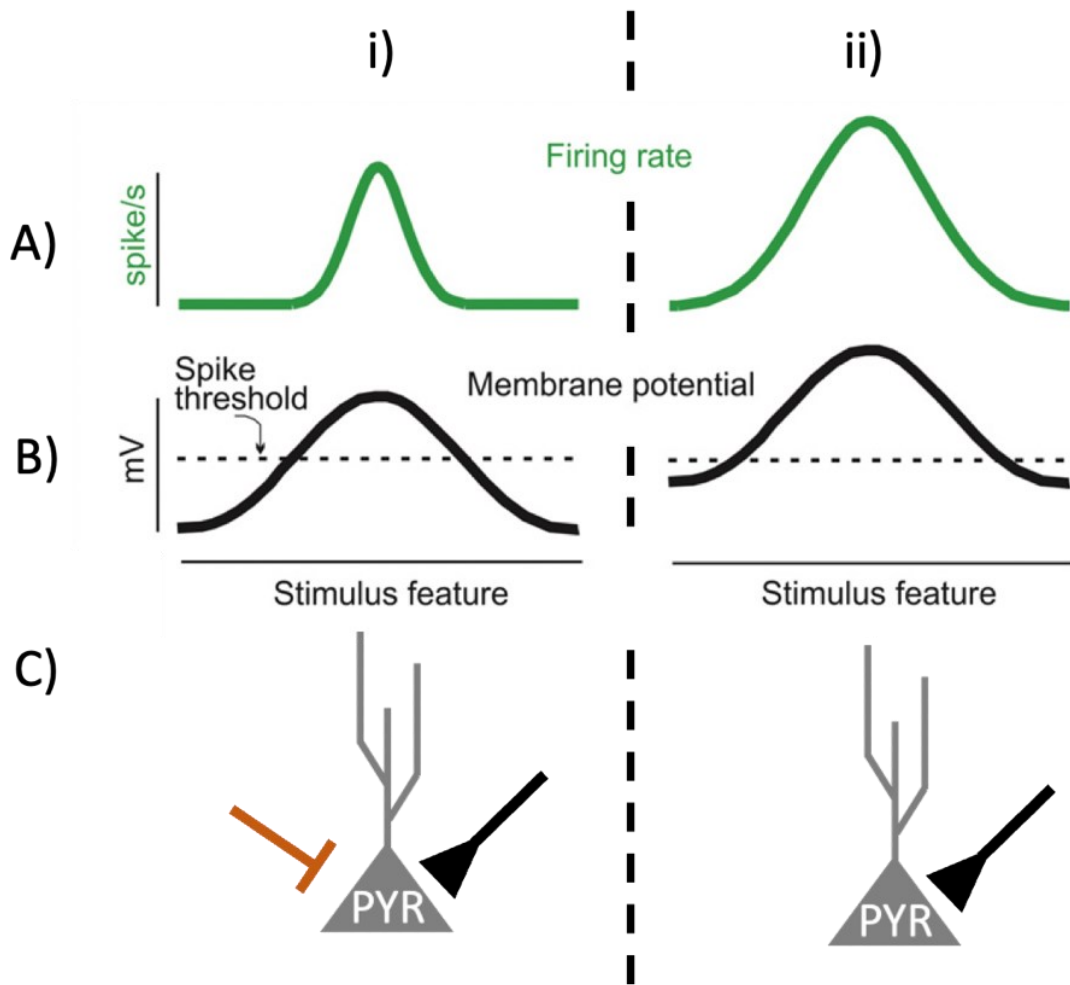 i)
ii)
A)
spike/s
Firing rate
B)
mV
Spike
threshold
Membrane potential
Stimulus feature
Stimulus feature
C)
PYR
PYR